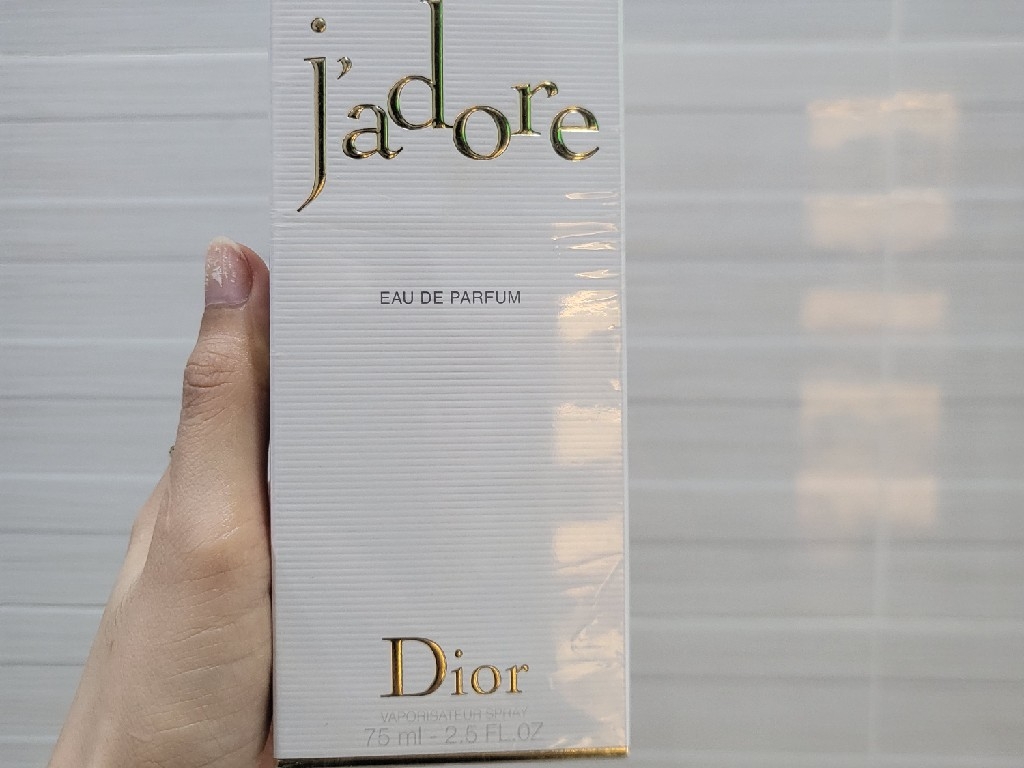 j'adore
EAU DE PARFUM
Dior
VAPORISATEUR SPRAY
75 ml - 2.5 FL.OZ